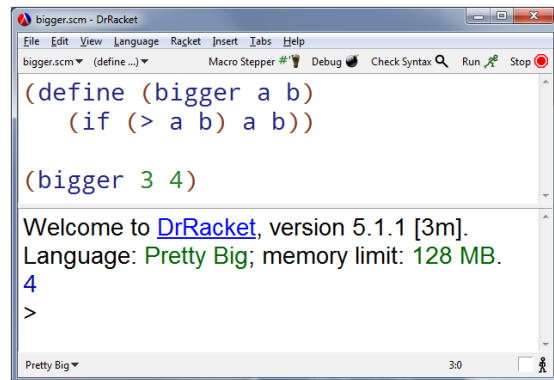 bigger.scm - DrRacket
File Edit View Language Racket Insert Tabs Help
bigger.scm▼ (define ...)▼ Macro Stepper #' Debug Check Syntax Run Stop
(define (bigger a b)
   (if (> a b) a b))
(bigger 3 4)
Welcome to DrRacket, version 5.1.1 [3m].
Language: Pretty Big; memory limit: 128 MB.
4
>
Pretty Big▼ 3:0